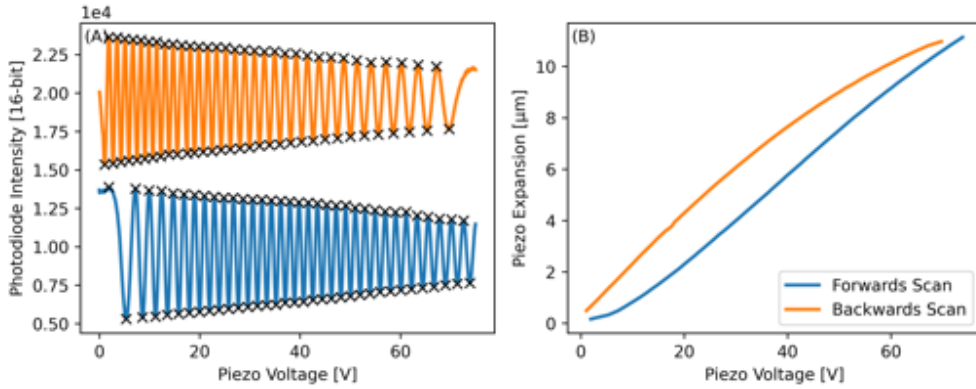 1e4
(A)
Photodiode Intensity [16-bit]
2.25
2.00
1.75
1.50
1.25
1.00
0.75
0.50
0
20
40
60
Piezo Voltage [V]
(B)
Piezo Expansion [μm]
10
8
6
4
2
0
0
20
40
60
Piezo Voltage [V]
Forwards Scan
Backwards Scan